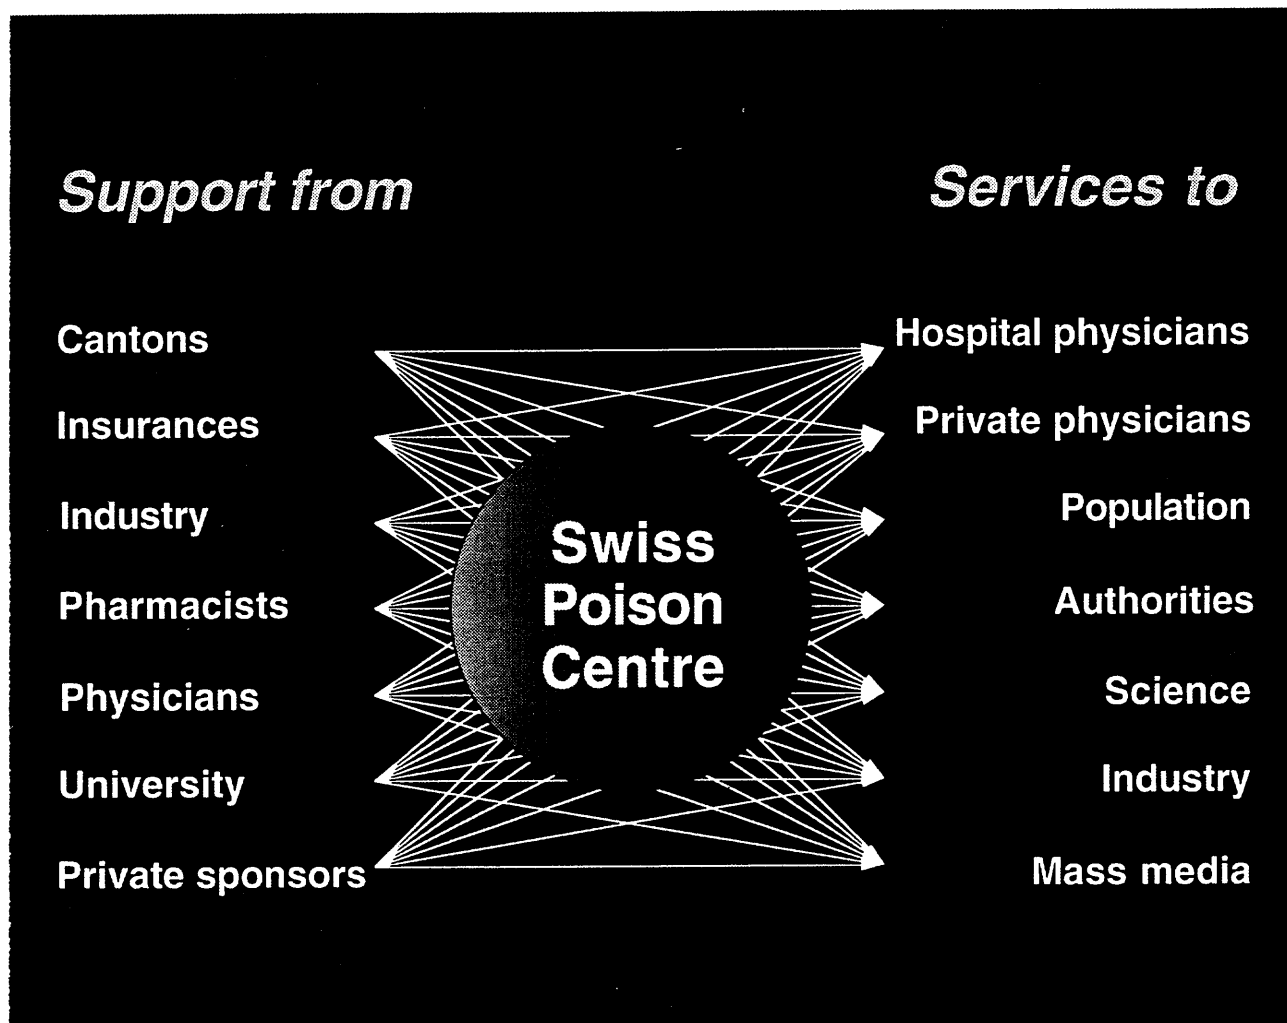 Support from
Services to
Cantons
Insurances
Industry
Pharmacists
Physicians
University
Private sponsors
Swiss
Poison
Centre
Hospital physicians
Private physicians
Population
Authorities
Science
Industry
Mass media